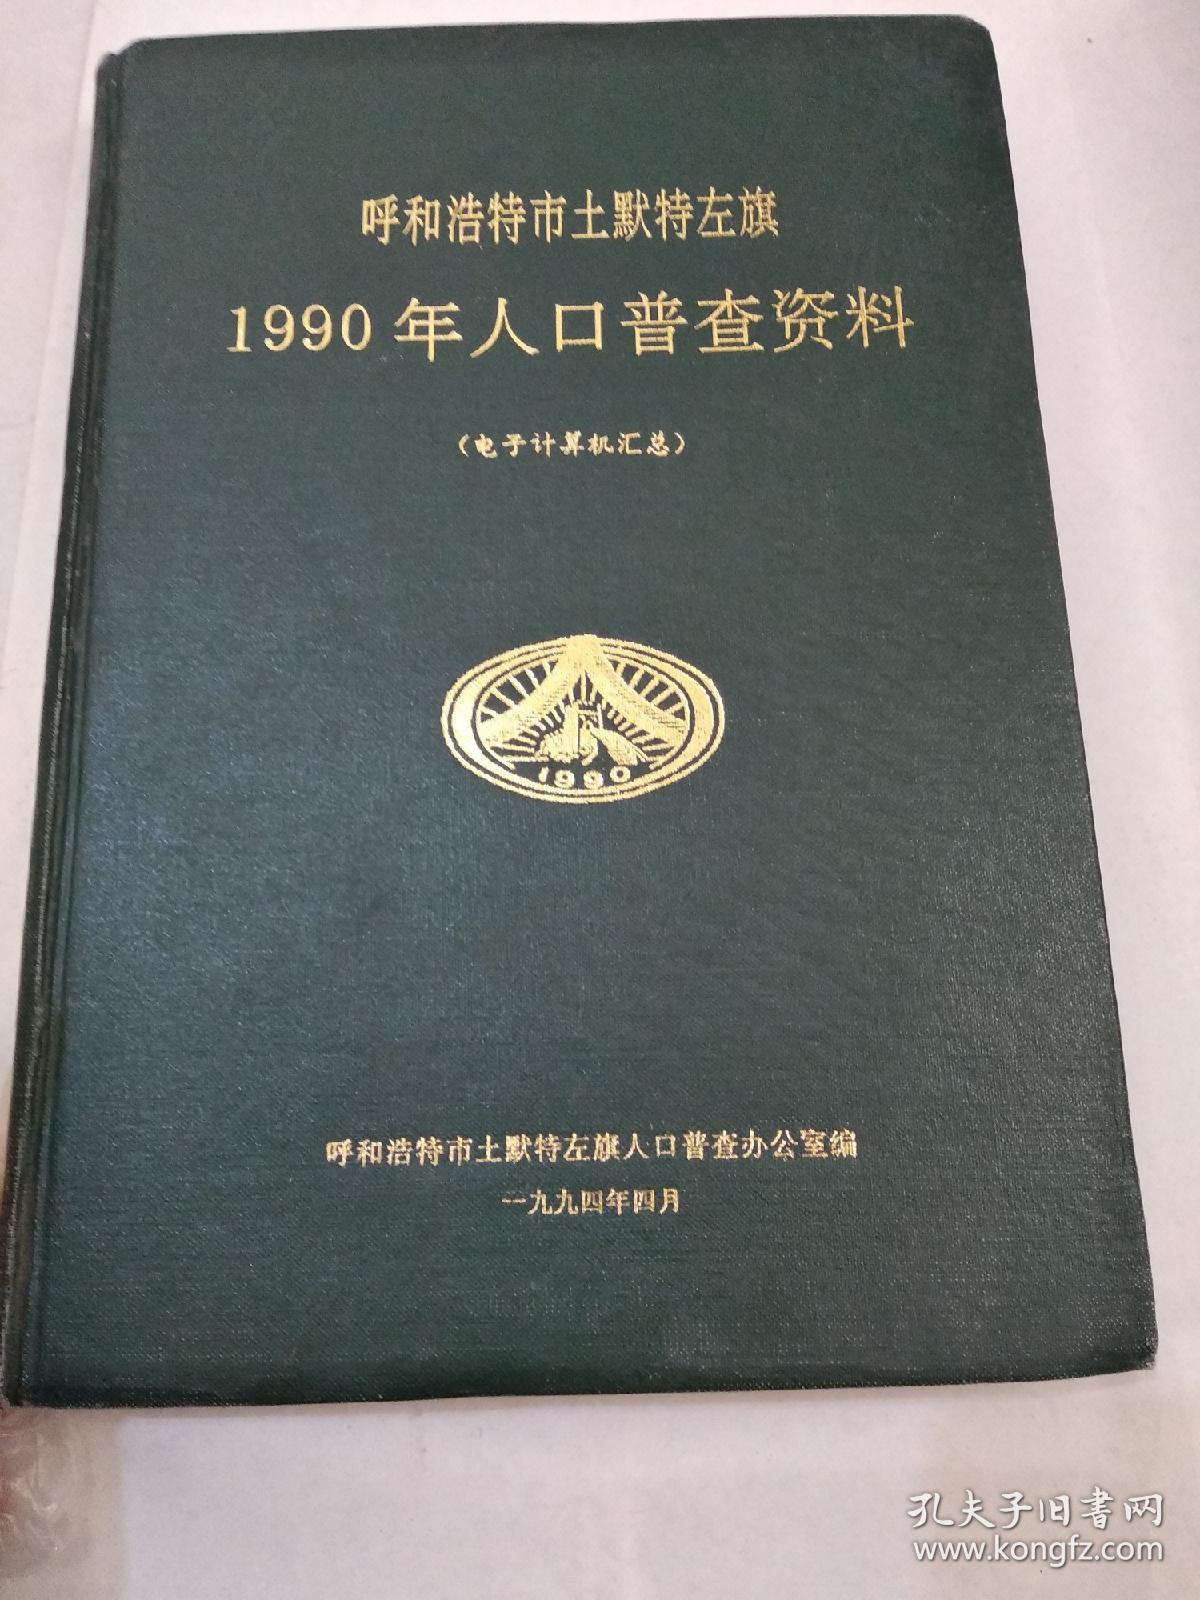 呼和浩特市土默特左旗
1990年人口普查资料
（电子计算机汇总）
1990
呼和浩特市土默特左旗人口普查办公室编
一九九四年四月
孔夫子旧书网
www.kongfz.com